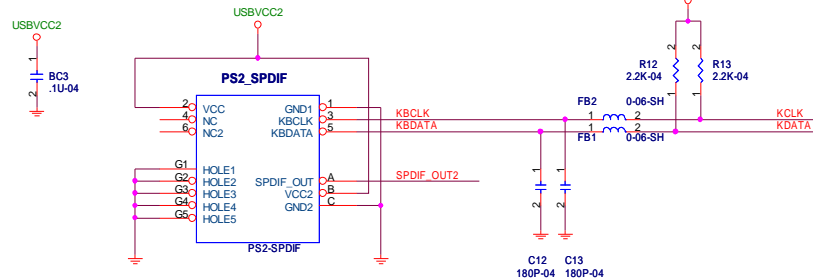 USBVCC2
USBVCC2
1
BC3
.1U-04
2
PS2_SPDIF
2 VCC GND1 1
4 NC KBCLK 3 KBCLK
6 NC2 KBDATA 5 KBDATA
G1 HOLE1
G2 HOLE2 SPDIF_OUT A SPDIF_OUT2
G3 HOLE3 VCC2 B
G4 HOLE4 GND2 C
G5 HOLE5
PS2-SPDIF
2 2
R12 R13
2.2K-04 2.2K-04
1 1
FB2 0-06-SH
1 2 KCLK
1 2 KDATA
FB1 0-06-SH
1 1
2 2
C12 C13
180P-04 180P-04